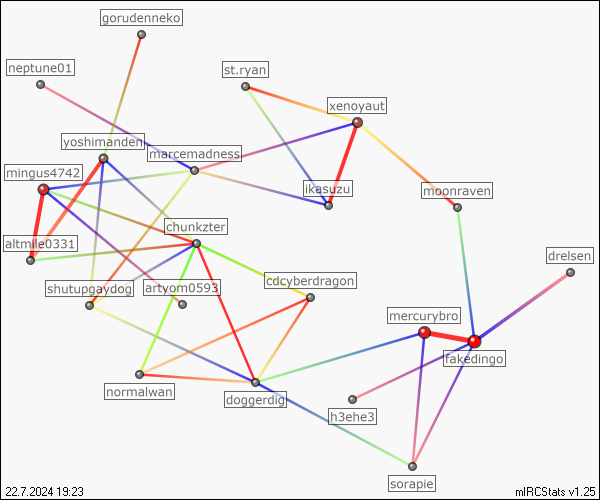 gorudenneko
neptune01
st.ryan
xenoyaut
yoshimanden
marcemadness
mingus4742
ikasuzu
moonraven
chunkzter
altmile0331
drelsen
cdcyberdragon
shutupgaydog
artyom0593
mercurybro
fakedingo
normalwan
doggerdig
h3ehe3
sorapie
22.7.2024 19:23
mIRCStats v1.25